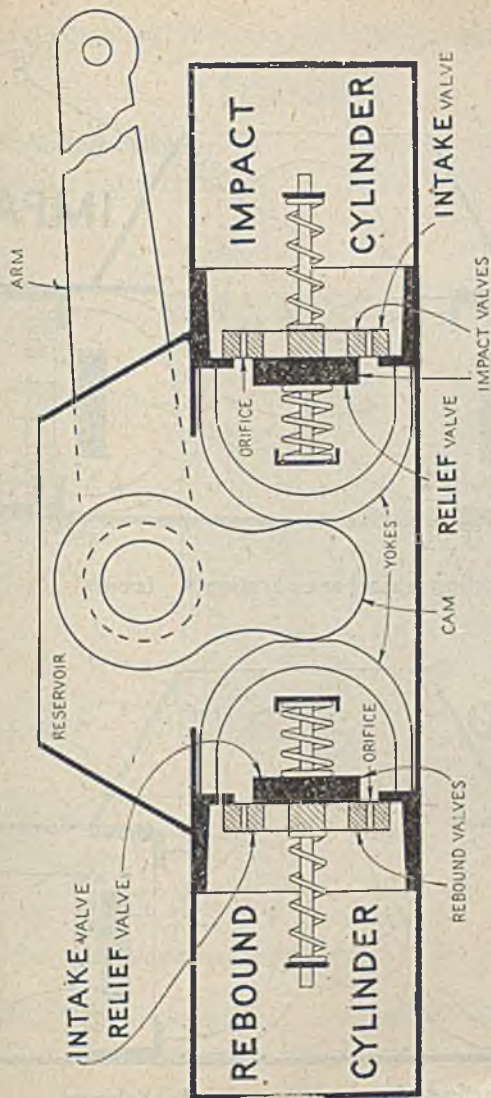 ARM
RESERVOIR
INTAKE VALVE
RELIEF VALVE
REBOUND
CYLINDER
IMPACT
CYLINDER
ORIFICE
ORIFICE
YOKES
CAM
REBOUND VALVES
RELIEF VALVE
IMPACT VALVES
INTAKE VALVE